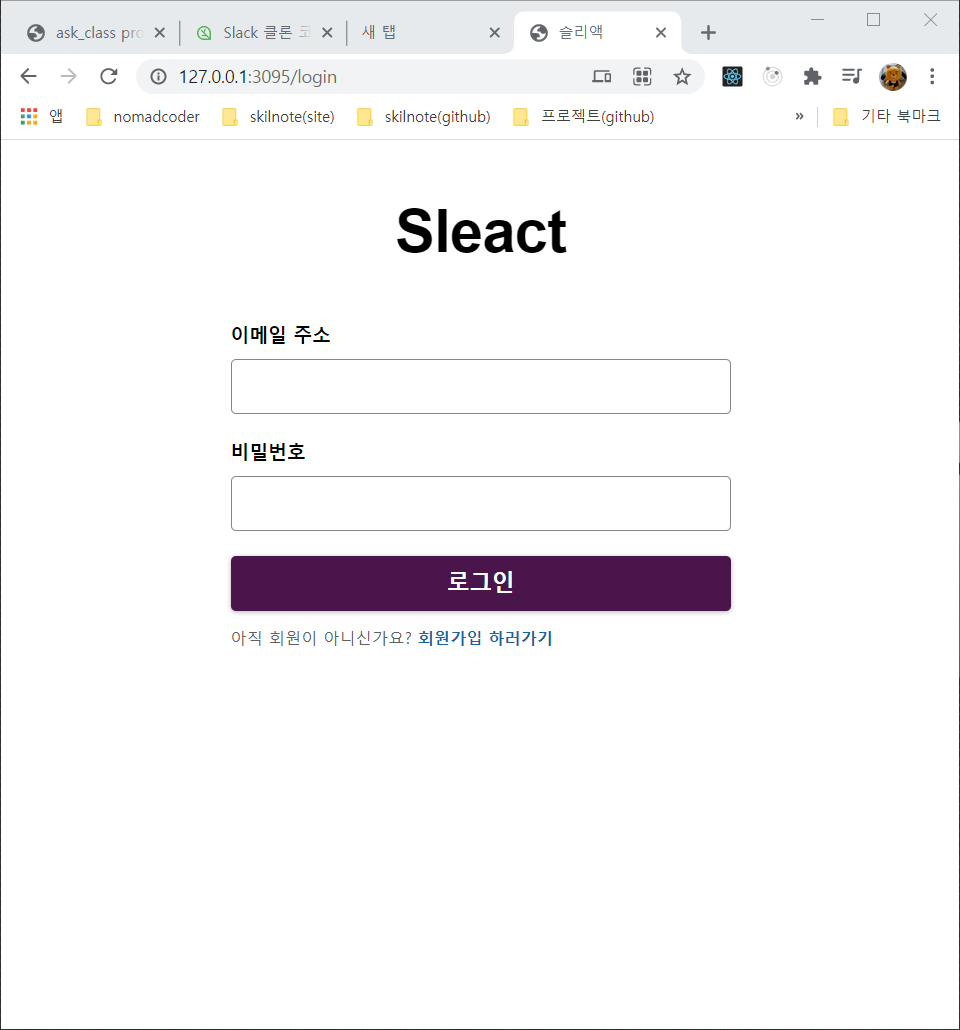 ask_class pro
Slack 클론 코
새 탭
슬리액
127.0.0.1:3095/login
앱
nomadcoder
skilnote(site)
skilnote(github)
프로젝트(github)
»
기타 북마크
Sleact
이메일 주소
비밀번호
로그인
아직 회원이 아니신가요? 회원가입 하러가기